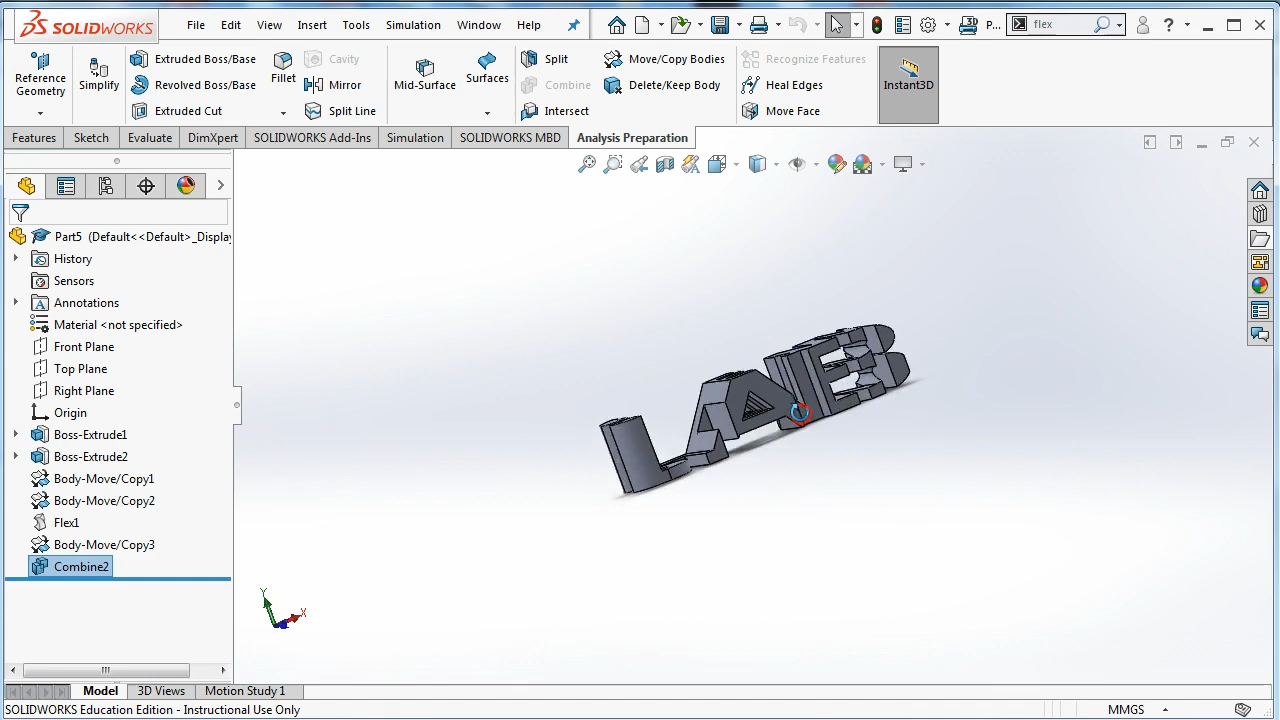 SOLIDWORKS File Edit View Insert Tools Simulation Window Help P... flex
Reference Geometry
Simplify
Extruded Boss/Base
Revolved Boss/Base
Extruded Cut
Fillet
Cavity
Mirror
Split Line
Mid-Surface
Surfaces
Split
Combine
Intersect
Move/Copy Bodies
Delete/Keep Body
Recognize Features
Heal Edges
Move Face
Instant3D
Features Sketch Evaluate DimXpert SOLIDWORKS Add-Ins Simulation SOLIDWORKS MBD Analysis Preparation
Part5 (Default<<Default>_Display
History
Sensors
Annotations
Material <not specified>
Front Plane
Top Plane
Right Plane
Origin
Boss-Extrude1
Boss-Extrude2
Body-Move/Copy1
Body-Move/Copy2
Flex1
Body-Move/Copy3
Combine2
Y
X
Model 3D Views Motion Study 1
SOLIDWORKS Education Edition - Instructional Use Only MMGS